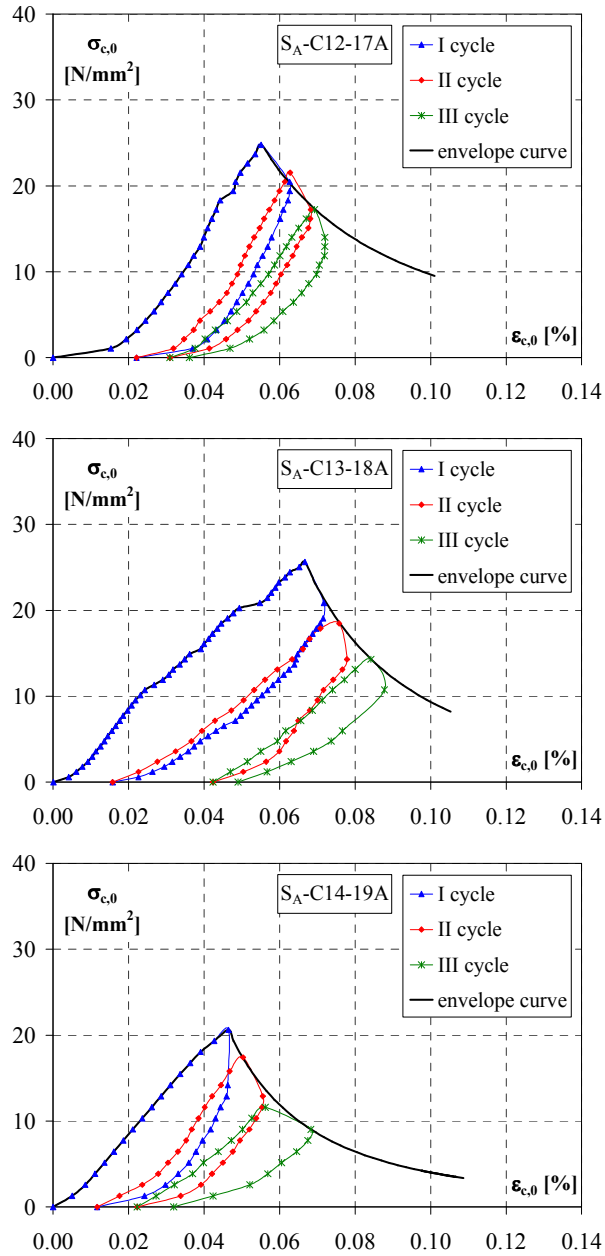 σc,0
[N/mm²]
SA-C12-17A
I cycle
II cycle
III cycle
envelope curve
40
30
20
10
0
εc,0 [%]
0.00 0.02 0.04 0.06 0.08 0.10 0.12 0.14
σc,0
[N/mm²]
SA-C13-18A
I cycle
II cycle
III cycle
envelope curve
40
30
20
10
0
εc,0 [%]
0.00 0.02 0.04 0.06 0.08 0.10 0.12 0.14
σc,0
[N/mm²]
SA-C14-19A
I cycle
II cycle
III cycle
envelope curve
40
30
20
10
0
εc,0 [%]
0.00 0.02 0.04 0.06 0.08 0.10 0.12 0.14